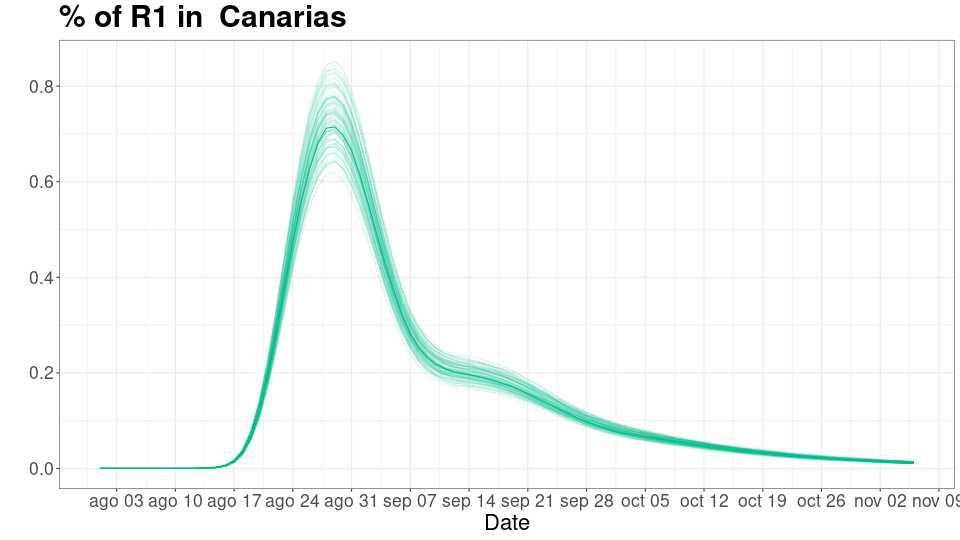 % of R1 in  Canarias
0.8
0.6
0.4
0.2
0.0
ago 03 ago 10 ago 17 ago 24 ago 31 sep 07 sep 14 sep 21 sep 28 oct 05 oct 12 oct 19 oct 26 nov 02 nov 09
Date